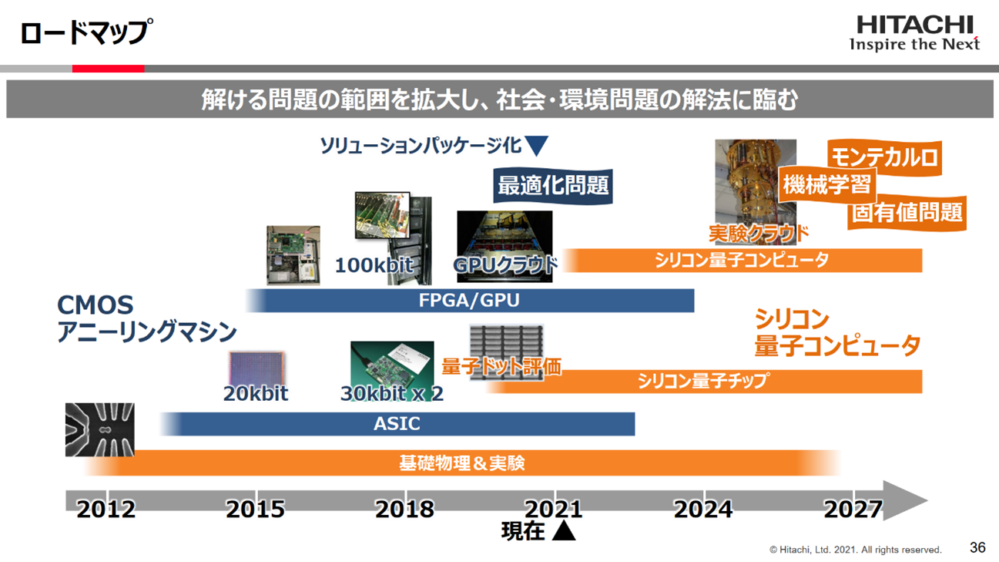 ロードマップ
HITACHI
Inspire the Next
解ける問題の範囲を拡大し、社会・環境問題の解法に臨む
ソリューションパッケージ化
最適化問題
モンテカルロ
機械学習
固有値問題
実験クラウド
100kbit
GPUクラウド
シリコン量子コンピュータ
FPGA/GPU
CMOS
アニーリングマシン
シリコン
量子コンピュータ
量子ドット評価
シリコン量子チップ
20kbit
30kbit x 2
ASIC
基礎物理＆実験
2012
2015
2018
2021
2024
2027
現在
© Hitachi, Ltd. 2021. All rights reserved.
36